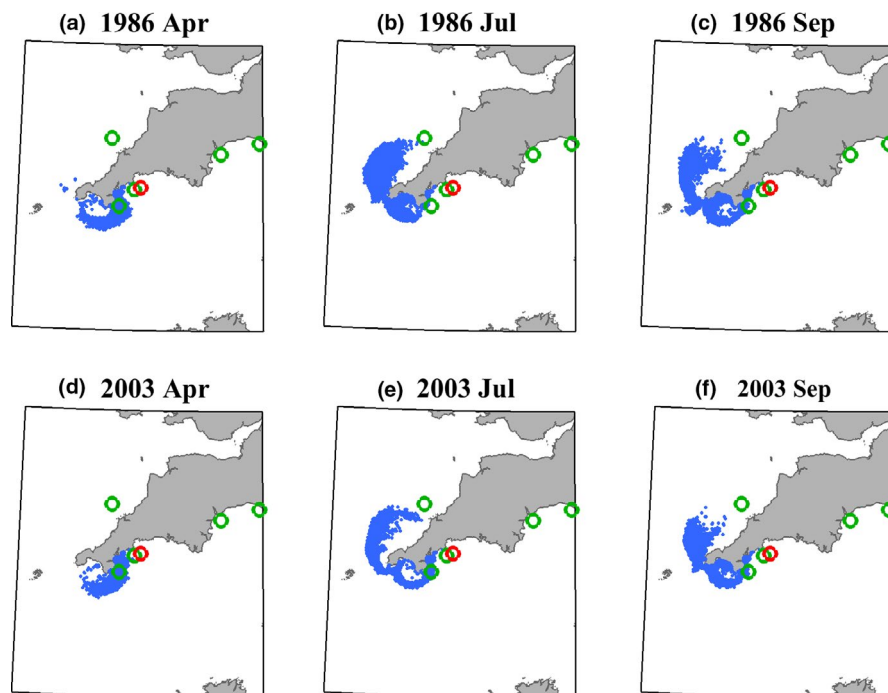 (a) 1986 Apr
(b) 1986 Jul
(c) 1986 Sep
(d) 2003 Apr
(e) 2003 Jul
(f) 2003 Sep